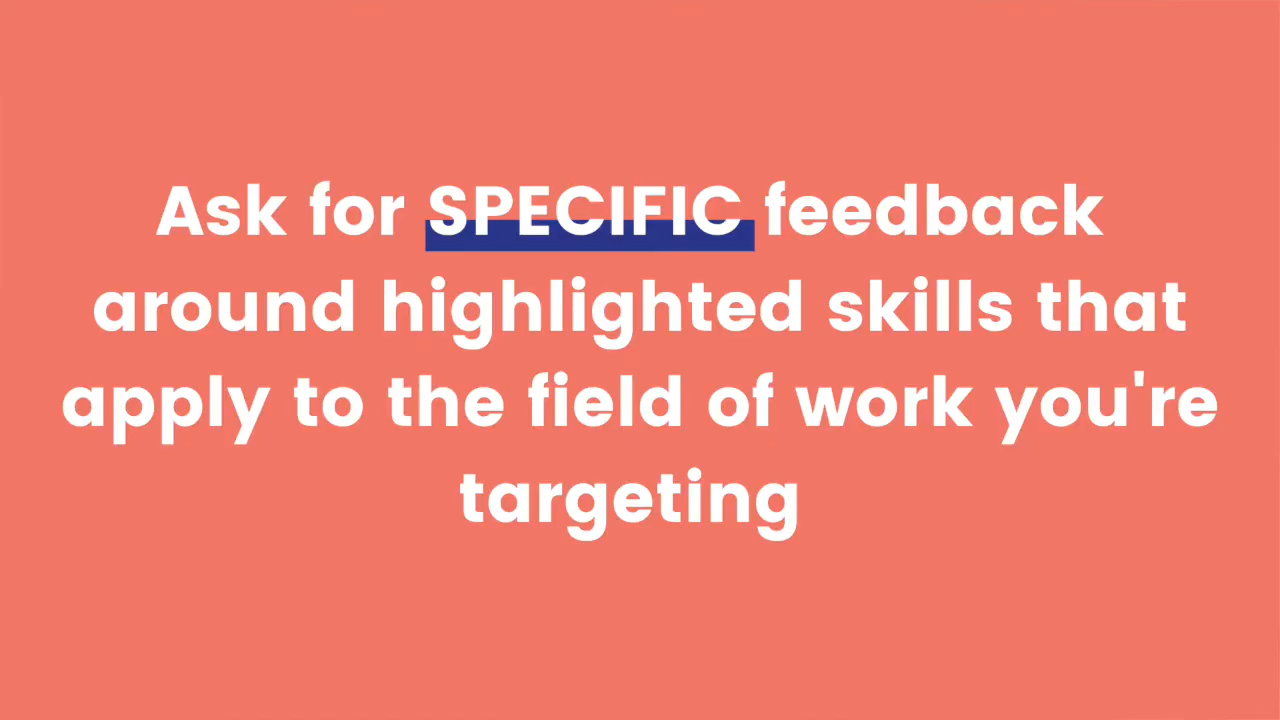 Ask for SPECIFIC feedback
around highlighted skills that
apply to the field of work you're
targeting